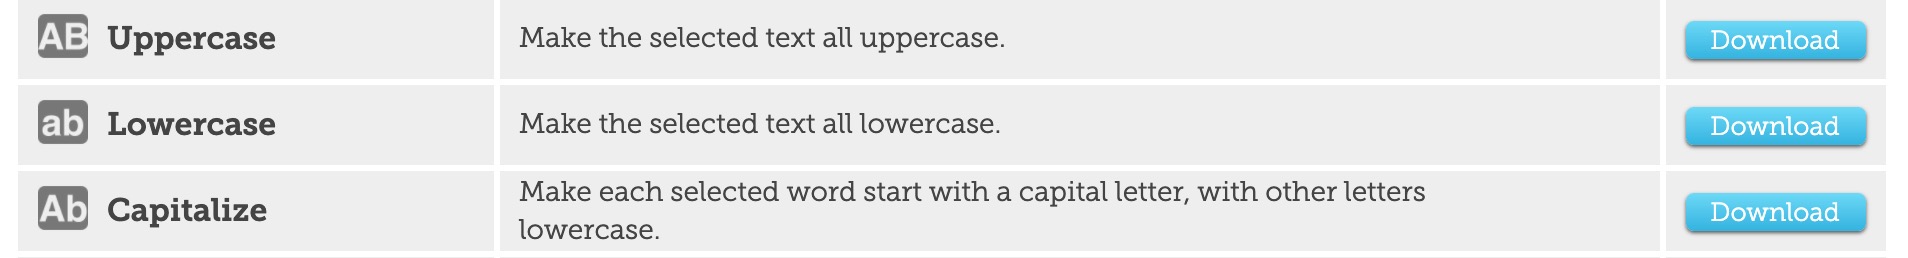 AB Uppercase Make the selected text all uppercase. Download
ab Lowercase Make the selected text all lowercase. Download
Ab Capitalize Make each selected word start with a capital letter, with other letters
lowercase. Download